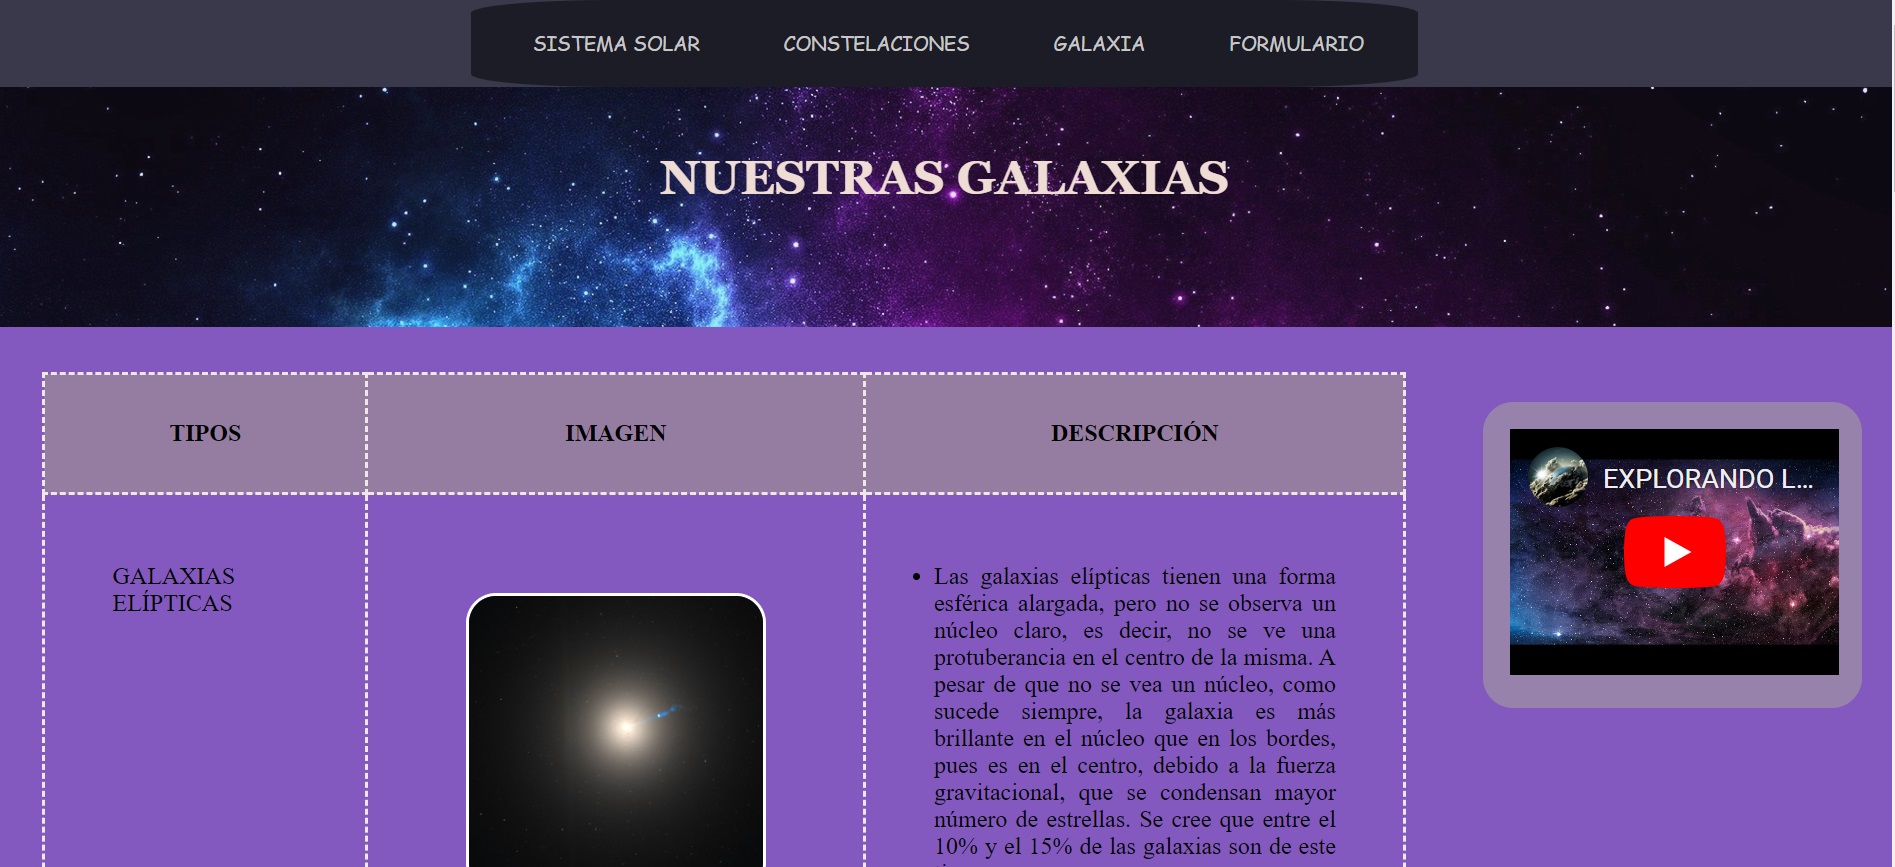 SISTEMA SOLAR CONSTELACIONES GALAXIA FORMULARIO
NUESTRAS GALAXIAS
TIPOS IMAGEN DESCRIPCIÓN
GALAXIAS
ELÍPTICAS
Las galaxias elípticas tienen una forma
esférica alargada, pero no se observa un
núcleo claro, es decir, no se ve una
protuberancia en el centro de la misma. A
pesar de que no se vea un núcleo, como
sucede siempre, la galaxia es más
brillante en el núcleo que en los bordes,
pues es en el centro, debido a la fuerza
gravitacional, que se condensan mayor
número de estrellas. Se cree que entre el
10% y el 15% de las galaxias son de este
EXPLORANDO L...